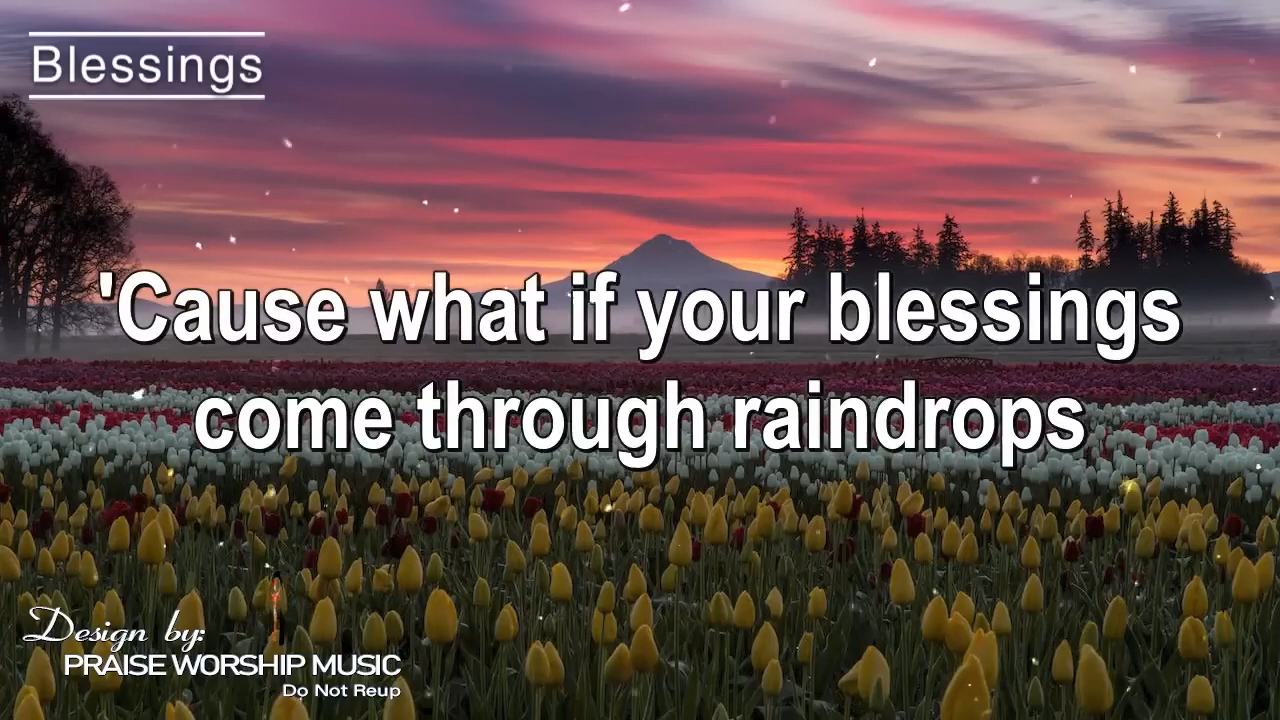 Blessings
'Cause what if your blessings
come through raindrops
Design by:
PRAISE WORSHIP MUSIC
Do Not Reup